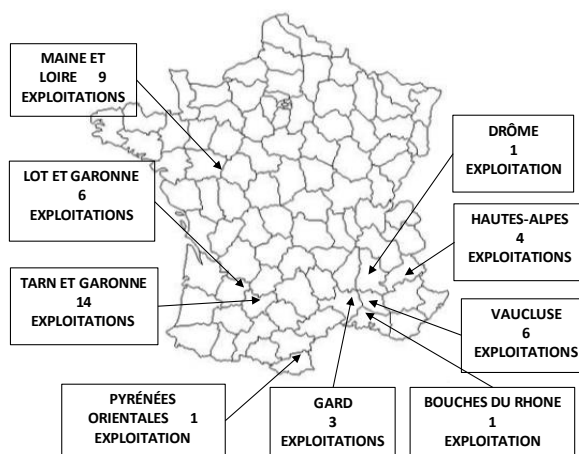 MAINE ET
LOIRE 9
EXPLOITATIONS
DRÔME
1
EXPLOITATION
LOT ET GARONNE
6
EXPLOITATIONS
HAUTES-ALPES
4
EXPLOITATIONS
TARN ET GARONNE
14
EXPLOITATIONS
VAUCLUSE
6
EXPLOITATIONS
PYRÉNÉES
ORIENTALES 1
EXPLOITATION
GARD
3
EXPLOITATIONS
BOUCHES DU RHONE
1
EXPLOITATION